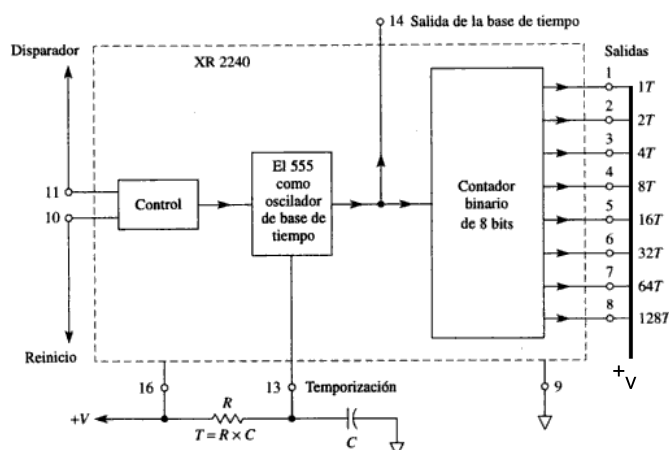 14 Salida de la base de tiempo
Disparador
XR 2240
Salidas
11
10
Control
El 555
como
oscilador
de base de
tiempo
Contador
binario
de 8 bits
1
1T
2
2T
3
4T
4
8T
5
16T
6
32T
7
64T
8
128T
Reinicio
16
13
Temporización
9
+V
+V
R
T = R × C
C